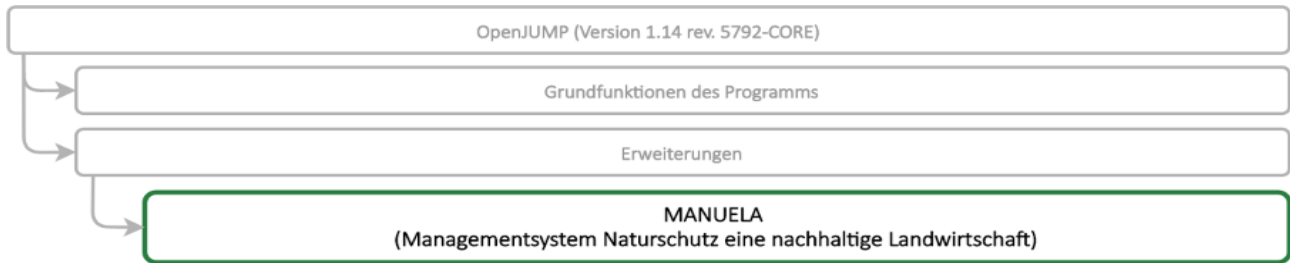 OpenJUMP (Version 1.14 rev. 5792-CORE)
Grundfunktionen des Programms
Erweiterungen
MANUELA
(Managementsystem Naturschutz eine nachhaltige Landwirtschaft)